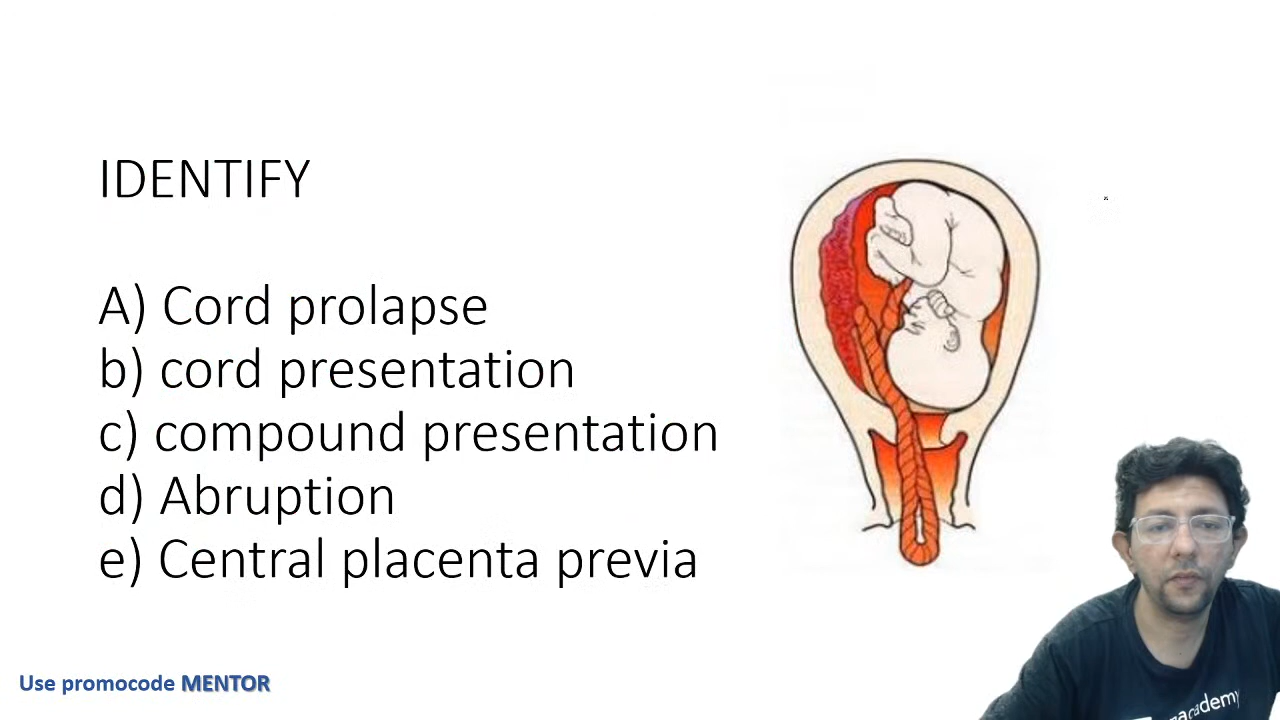 IDENTIFY
A) Cord prolapse
b) cord presentation
c) compound presentation
d) Abruption
e) Central placenta previa
Use promocode MENTOR